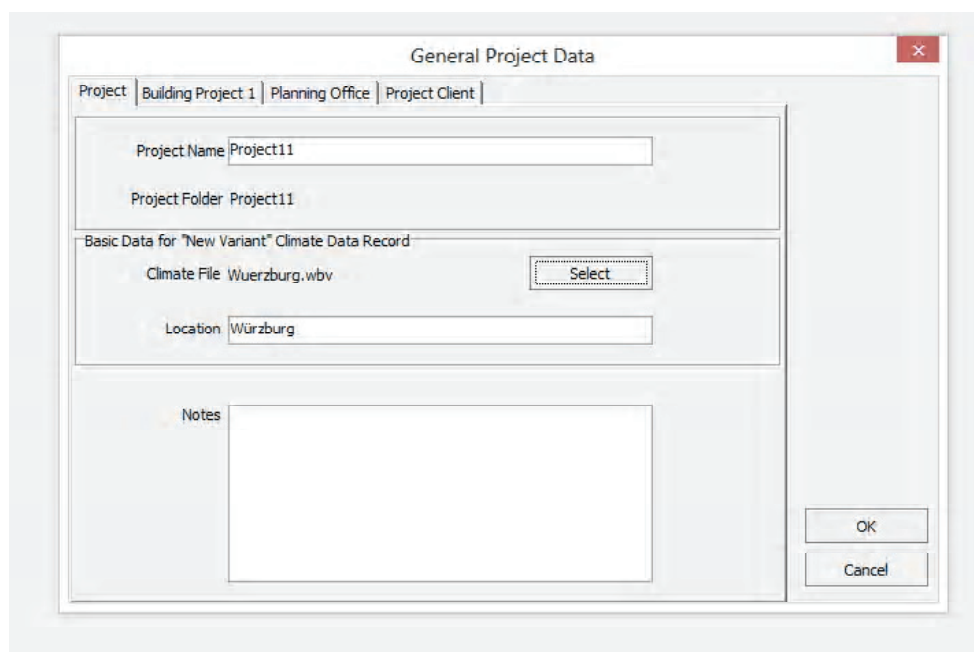 General Project Data
Project Building Project 1 Planning Office Project Client
Project Name Project11
Project Folder Project11
Basic Data for "New Variant" Climate Data Record
Climate File Wuerzburg.wbv Select
Location Würzburg
Notes
OK
Cancel